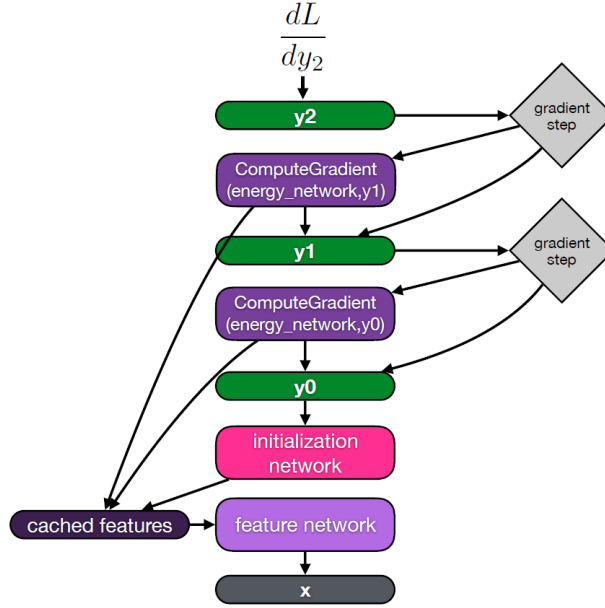 dL
dy2
y2
gradient
step
ComputeGradient
(energy_network,y1)
y1
gradient
step
ComputeGradient
(energy_network,y0)
y0
initialization
network
cached features
feature network
x